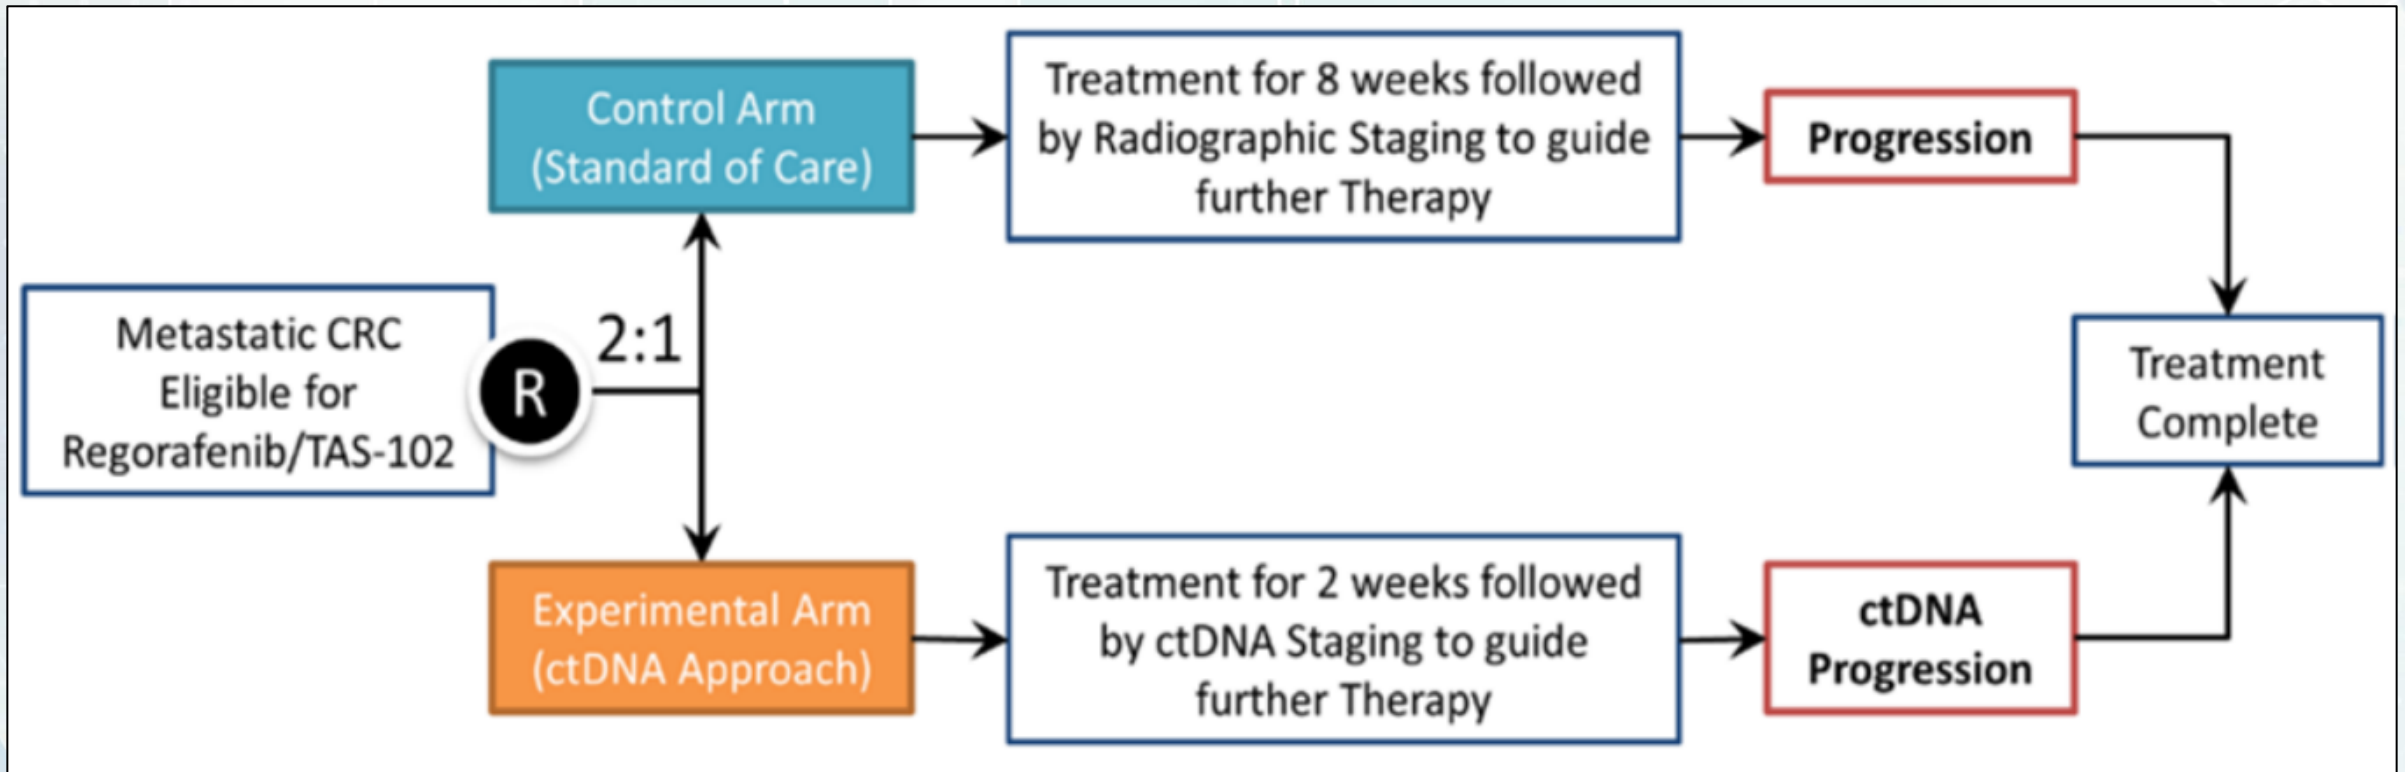 Metastatic CRC
Eligible for
Regorafenib/TAS-102
R
2:1
Control Arm
(Standard of Care)
Treatment for 8 weeks followed
by Radiographic Staging to guide
further Therapy
Progression
Experimental Arm
(ctDNA Approach)
Treatment for 2 weeks followed
by ctDNA Staging to guide
further Therapy
ctDNA
Progression
Treatment
Complete